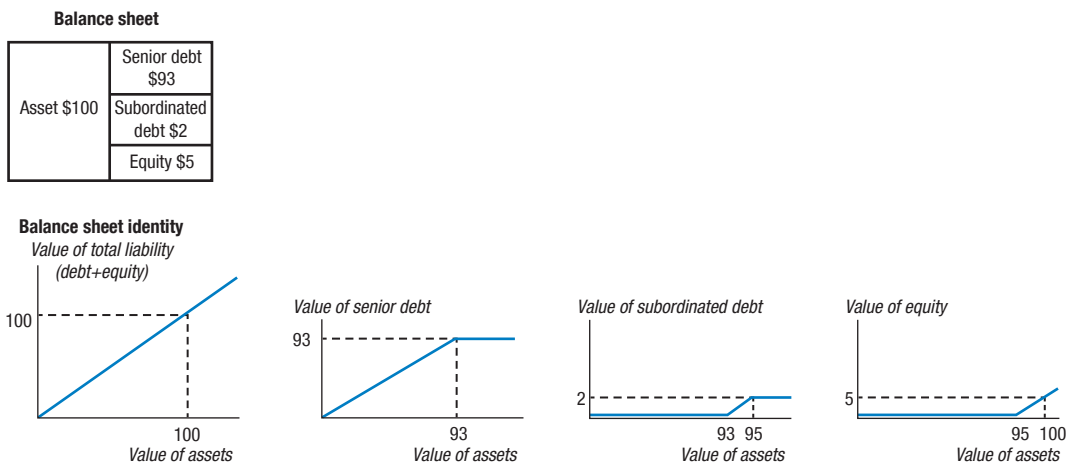 Balance sheet
Asset $100
Senior debt
$93
Subordinated
debt $2
Equity $5
Balance sheet identity
Value of total liability
(debt+equity)
100
100
Value of assets
Value of senior debt
93
93
Value of assets
Value of subordinated debt
2
93 95
Value of assets
Value of equity
5
95 100
Value of assets